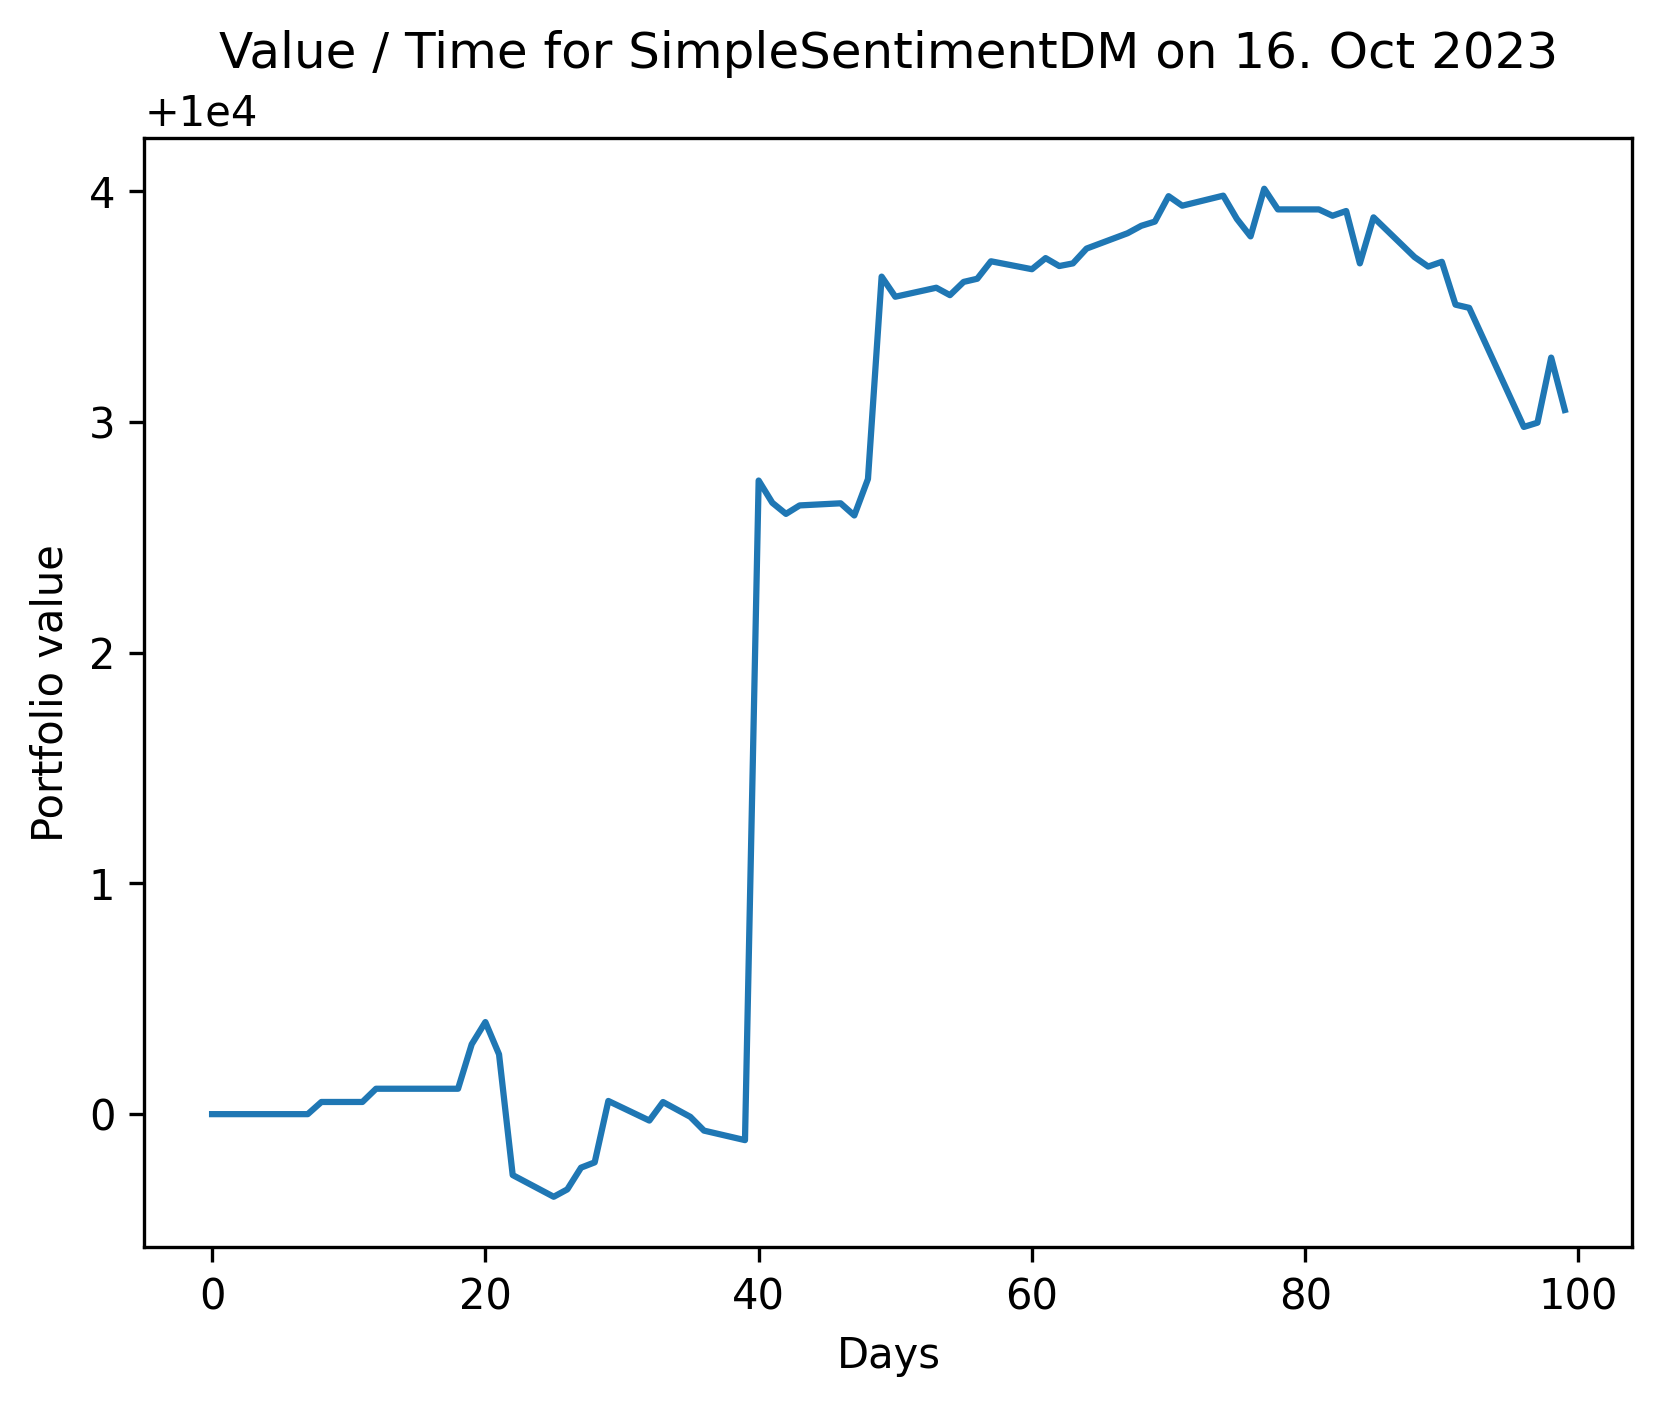 Value / Time for SimpleSentimentDM on 16. Oct 2023
+1e4
4
3
2
1
0
Portfolio value
0 20 40 60 80 100
Days